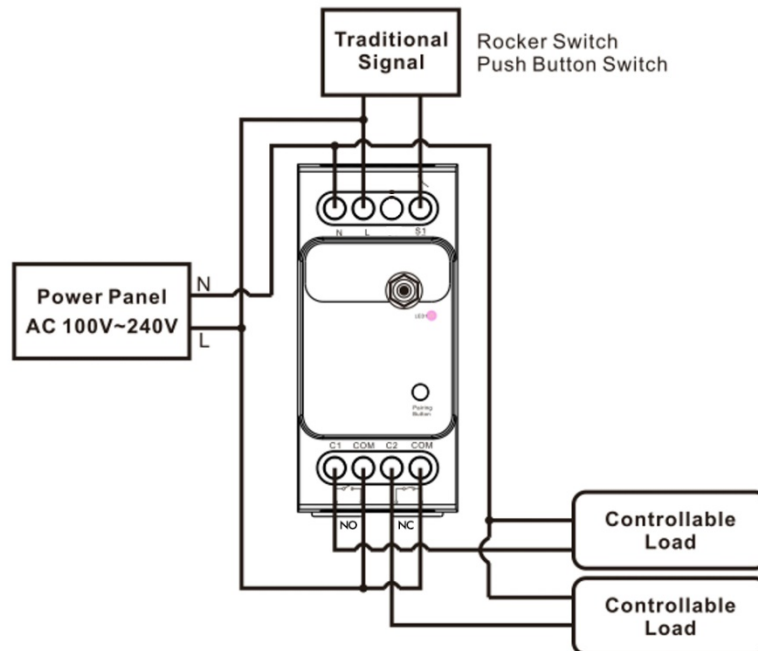 Traditional
Signal
Rocker Switch
Push Button Switch
N L S1
Power Panel
AC 100V~240V
N
L
LED
Pairing
Button
C1 COM C2 COM
NO NC
Controllable
Load
Controllable
Load